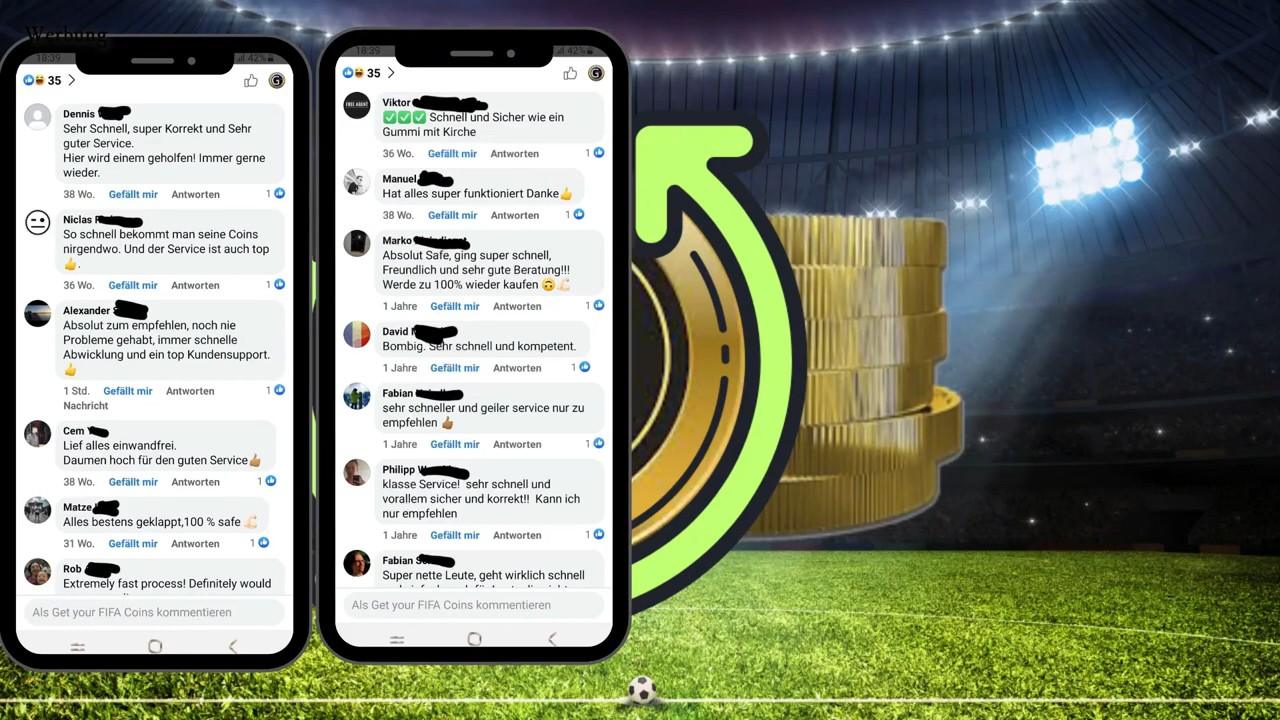 Werbung
18:39
42%
35
Dennis
Sehr Schnell, super Korrekt und Sehr
guter Service.
Hier wird einem geholfen! Immer gerne
wieder.
38 Wo. Gefällt mir Antworten 1
Niclas
So schnell bekommt man seine Coins
nirgendwo. Und der Service ist auch top
👍.
36 Wo. Gefällt mir Antworten 1
Alexander
Absolut zum empfehlen, noch nie
Probleme gehabt, immer schnelle
Abwicklung und ein top Kundensupport.
👍
1 Std. Gefällt mir Antworten 1
Nachricht
Cem
Lief alles einwandfrei.
Daumen hoch für den guten Service👍🏽
38 Wo. Gefällt mir Antworten 1
Matze
Alles bestens geklappt,100 % safe 💪🏻
31 Wo. Gefällt mir Antworten 1
Rob
Extremely fast process! Definitely would
Als Get your FIFA Coins kommentieren
18:39
42%
35
G
FREE AGENT
Viktor
✅✅✅ Schnell und Sicher wie ein
Gummi mit Kirche
36 Wo. Gefällt mir Antworten 1
Manuel
Hat alles super funktioniert Danke👍
38 Wo. Gefällt mir Antworten 1
Marko
Absolut Safe, ging super schnell,
Freundlich und sehr gute Beratung!!!
Werde zu 100% wieder kaufen 🙃💪🏻
1 Jahre Gefällt mir Antworten 1
David
Bombig. Sehr schnell und kompetent.
1 Jahre Gefällt mir Antworten 1
Fabian
sehr schneller und geiler service nur zu
empfehlen 👍🏽
1 Jahre Gefällt mir Antworten 1
Philipp
klasse Service! sehr schnell und
vorallem sicher und korrekt!! Kann ich
nur empfehlen
1 Jahre Gefällt mir Antworten 1
Fabian
Super nette Leute, geht wirklich schnell
Als Get your FIFA Coins kommentieren